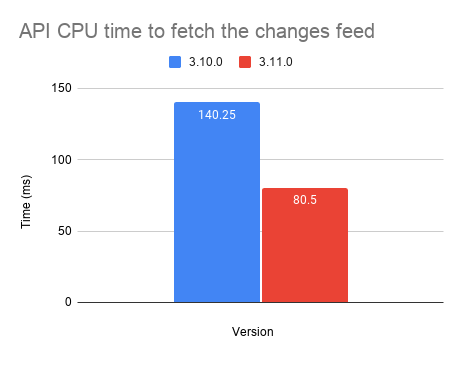 API CPU time to fetch the changes feed
3.10.0 3.11.0
150
100
50
0
Time (ms)
140.25
80.5
Version